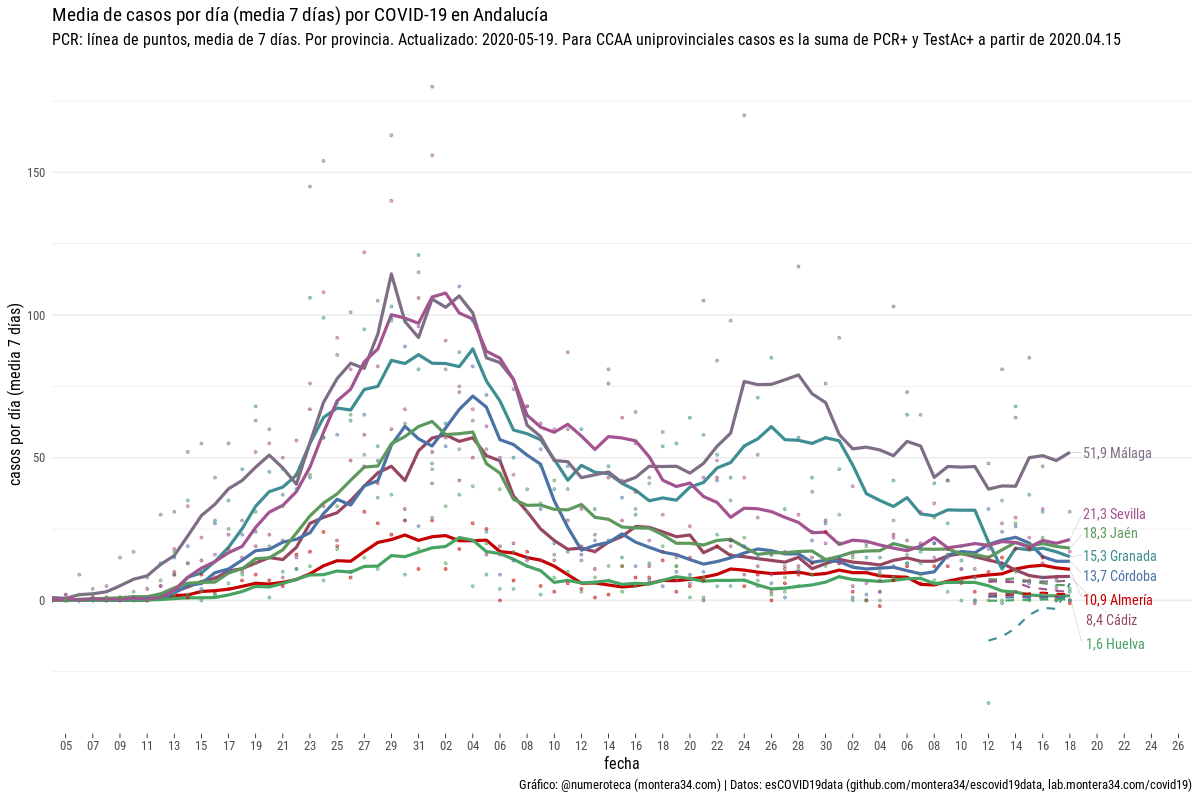 Media de casos por día (media 7 días) por COVID-19 en Andalucía
PCR: línea de puntos, media de 7 días. Por provincia. Actualizado: 2020-05-19. Para CCAA uniprovinciales casos es la suma de PCR+ y TestAc+ a partir de 2020.04.15
casos por día (media 7 días)
150
100
50
0
51,9 Málaga
21,3 Sevilla
18,3 Jaén
15,3 Granada
13,7 Córdoba
10,9 Almería
8,4 Cádiz
1,6 Huelva
05 07 09 11 13 15 17 19 21 23 25 27 29 31 02 04 06 08 10 12 14 16 18 20 22 24 26 28 30 02 04 06 08 10 12 14 16 18 20 22 24 26
fecha
Gráfico: @numeroteca (montera34.com) | Datos: esCOVID19data (github.com/montera34/escovid19data, lab.montera34.com/covid19)